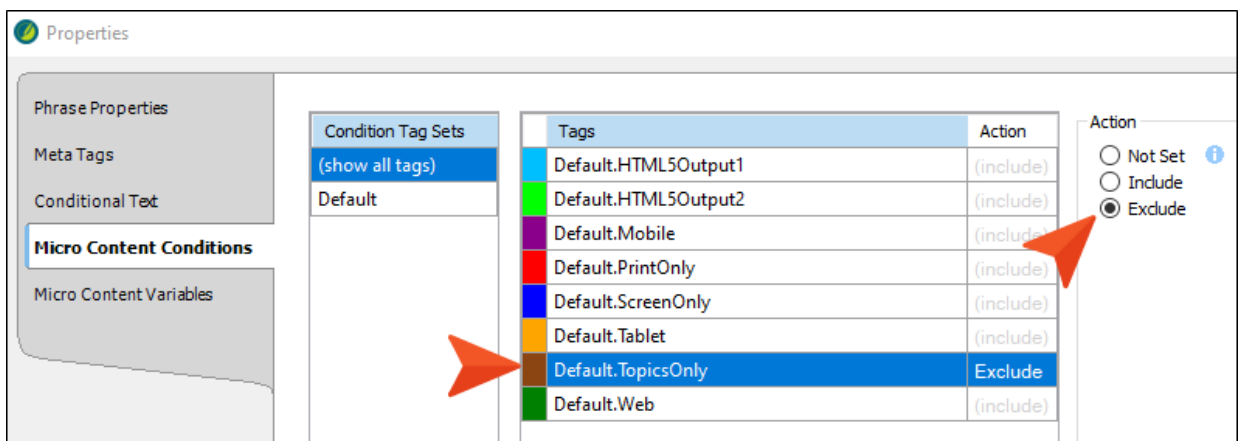 Properties
Phrase Properties
Meta Tags
Conditional Text
Micro Content Conditions
Micro Content Variables
Condition Tag Sets
(show all tags)
Default
Tags Action
Default.HTML5Output1 (include)
Default.HTML5Output2 (include)
Default.Mobile (include)
Default.PrintOnly (include)
Default.ScreenOnly (include)
Default.Tablet (include)
Default.TopicsOnly Exclude
Default.Web (include)
Action
Not Set
Include
Exclude